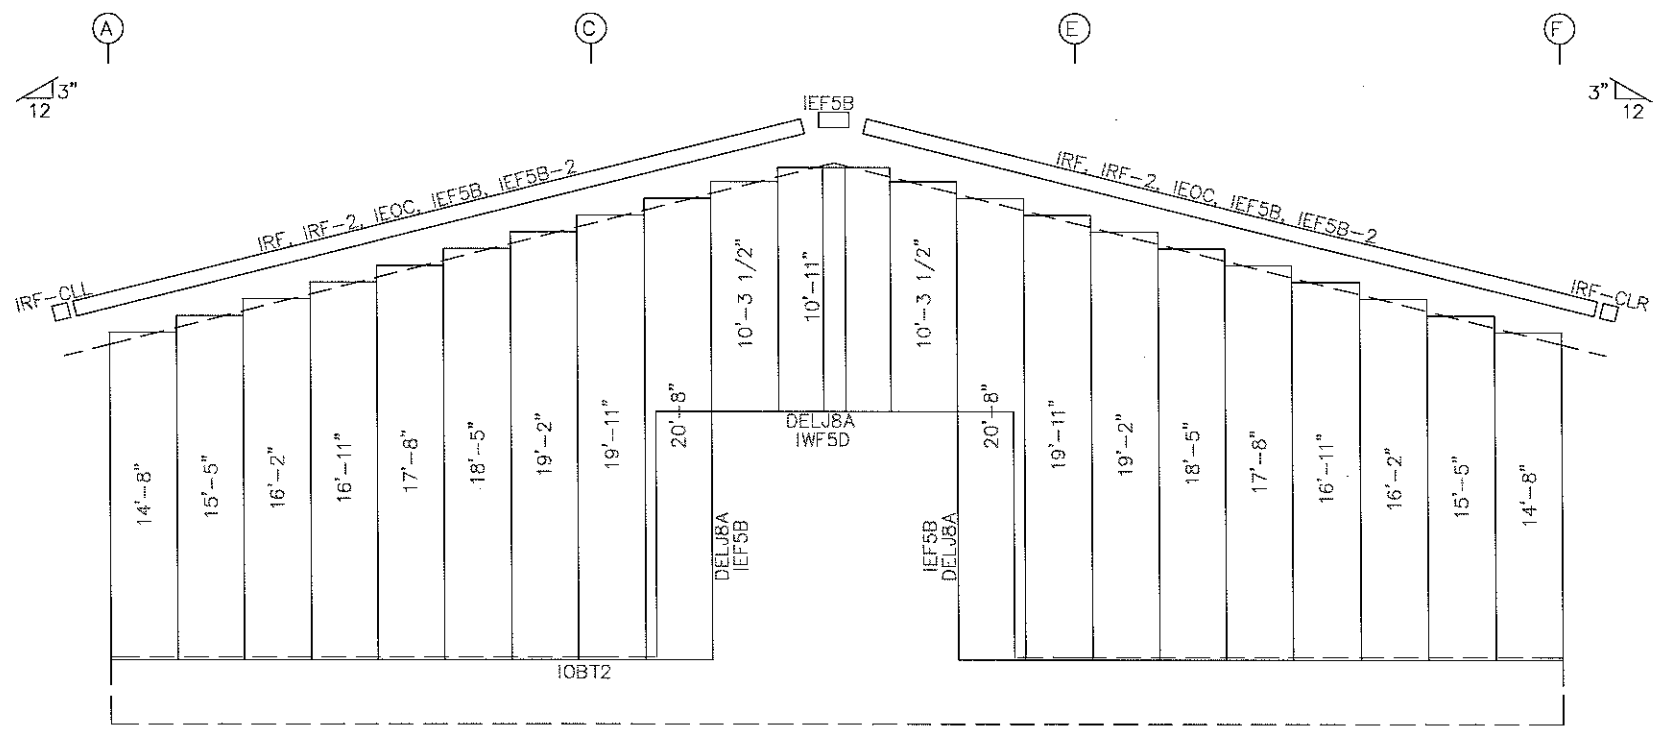 A
C
E
F
3"
12
3"
12
IEF5B
IRF, IRF-2, IEOC, IEF5B, IEF5B-2
IRF, IRF-2, IEOC, IEF5B, IEF5B-2
IRF-CLL
IRF-CLR
14'-8"
15'-5"
16'-2"
16'-11"
17'-8"
18'-5"
19'-2"
19'-11"
20'-8"
10'-3 1/2"
10'-11"
10'-3 1/2"
20'-8"
19'-11"
19'-2"
18'-5"
17'-8"
16'-11"
16'-2"
15'-5"
14'-8"
DELJ8A
IWF5D
DELJ8A
IEF5B
IEF5B
DELJ8A
IOBT2